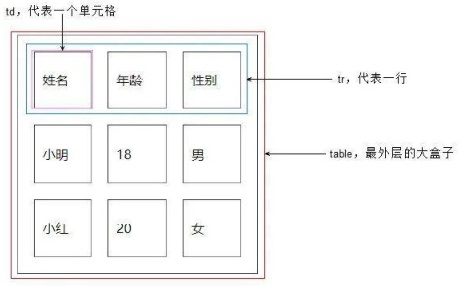 td，代表一个单元格
姓名 年龄 性别
tr，代表一行
小明 18 男
table，最外层的大盒子
小红 20 女